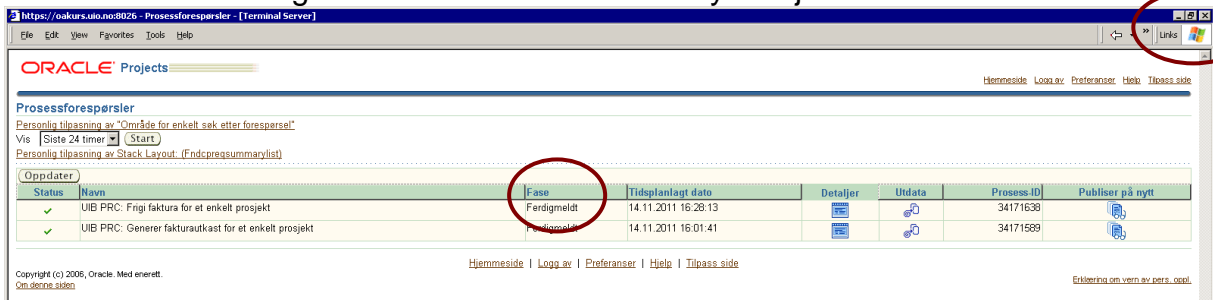 https://oakurs.uio.no:8026 - Prosessforespørsler - [Terminal Server]
File Edit View Favorites Tools Help
» Links
ORACLE Projects
Hjemmeside Logg av Preferanser Hjelp Tilpass side
Prosessforespørsler
Personlig tilpasning av "Område for enkelt søk etter forespørsel"
Vis Siste 24 timer Start
Personlig tilpasning av Stack Layout: (Fndcpreqsummarylist)
Oppdater
Status Navn Fase Tidsplanlagt dato Detaljer Utdata Prosess-ID Publiser på nytt
UIB PRC: Frigi faktura for et enkelt prosjekt Ferdigmeldt 14.11.2011 16:28:13 34171638
UIB PRC: Generer fakturautkast for et enkelt prosjekt Ferdigmeldt 14.11.2011 16:01:41 34171589
Hjemmeside | Logg av | Preferanser | Hjelp | Tilpass side
Copyright (c) 2006, Oracle. Med enerett.
Om denne siden
Erklæring om vern av pers. oppl.